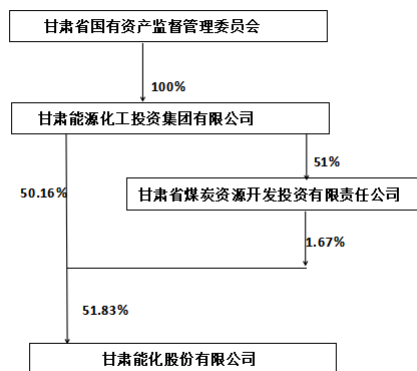 甘肃省国有资产监督管理委员会
100%
甘肃能源化工投资集团有限公司
51%
50.16%
甘肃省煤炭资源开发投资有限责任公司
1.67%
51.83%
甘肃能化股份有限公司